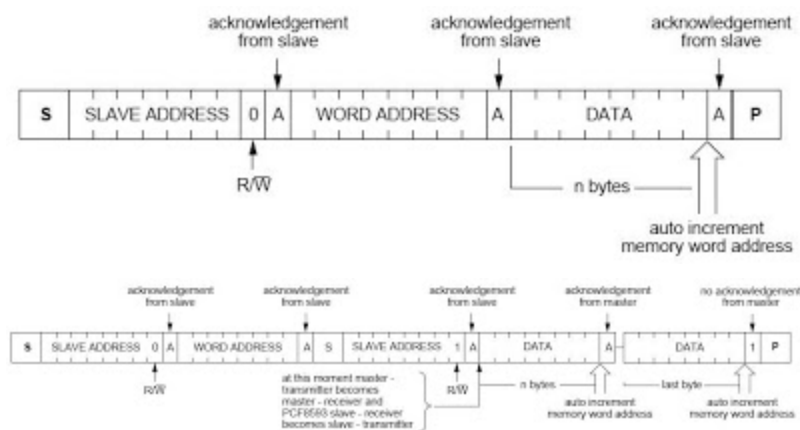 acknowledgement acknowledgement acknowledgement
from slave from slave from slave
S SLAVE ADDRESS 0 A WORD ADDRESS A DATA A P
R/W̅
n bytes
auto increment
memory word address
acknowledgement acknowledgement acknowledgement acknowledgement no acknowledgement
from slave from slave from slave from master from master
S SLAVE ADDRESS 0 A WORD ADDRESS A S SLAVE ADDRESS 1 A DATA A DATA 1 P
R/W̅ R/W̅
at this moment master -
transmitter becomes
master - receiver and
PCF8593 slave - receiver
becomes slave - transmitter
n bytes last byte
auto increment auto increment
memory word address memory word address